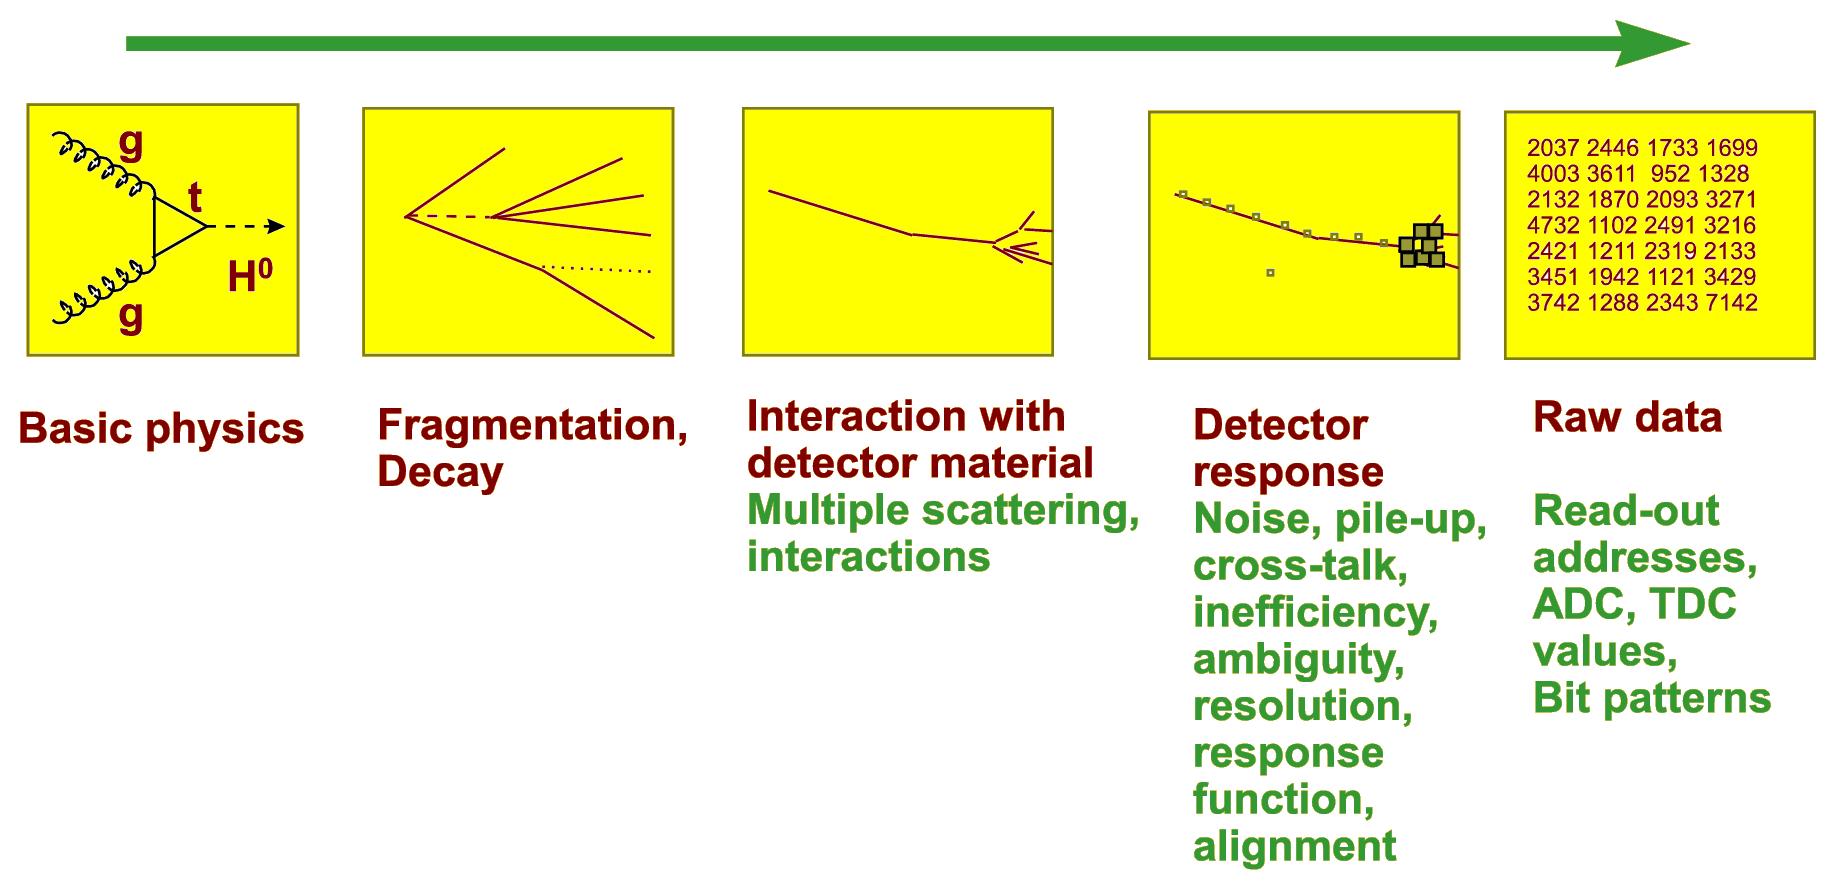 g
t
H0
g
Basic physics
Fragmentation,
Decay
Interaction with
detector material
Multiple scattering,
interactions
Detector
response
Noise, pile-up,
cross-talk,
inefficiency,
ambiguity,
resolution,
response
function,
alignment
2037 2446 1733 1699
4003 3611 952 1328
2132 1870 2093 3271
4732 1102 2491 3216
2421 1211 2319 2133
3451 1942 1121 3429
3742 1288 2343 7142
Raw data
Read-out
addresses,
ADC, TDC
values,
Bit patterns